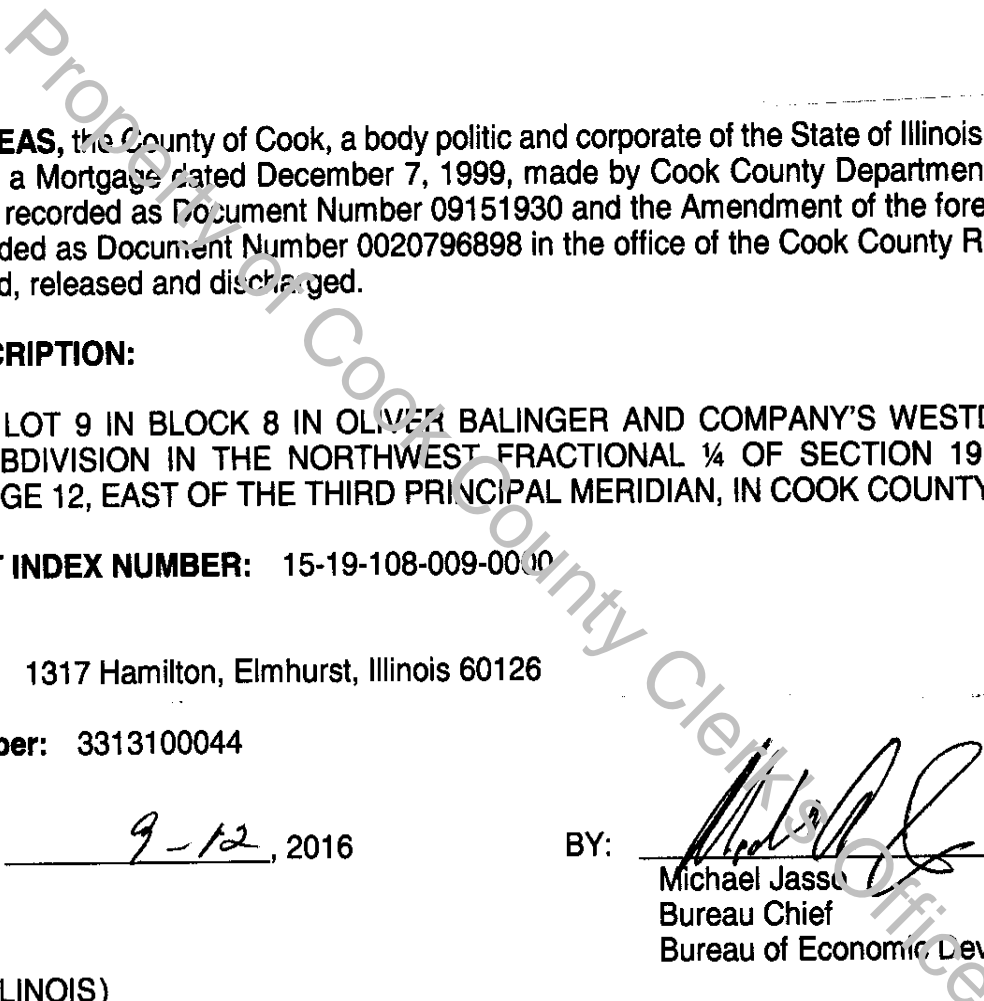 EAS, the County of Cook, a body politic and corporate of the State of Illinois
a Mortgage dated December 7, 1999, made by Cook County Departmen
recorded as Document Number 09151930 and the Amendment of the fore
ded as Document Number 0020796898 in the office of the Cook County R
d, released and discharged.
CRIPTION:
LOT 9 IN BLOCK 8 IN OLIVER BALINGER AND COMPANY'S WESTD
BDIVISION IN THE NORTHWEST FRACTIONAL ¼ OF SECTION 19
GE 12, EAST OF THE THIRD PRINCIPAL MERIDIAN, IN COOK COUNTY
T INDEX NUMBER: 15-19-108-009-0000
1317 Hamilton, Elmhurst, Illinois 60126
ber: 3313100044
9-12, 2016 BY:
Michael Jasso
Bureau Chief
Bureau of Economic Dev
LINOIS)
Property of Cook County Clerk's Office